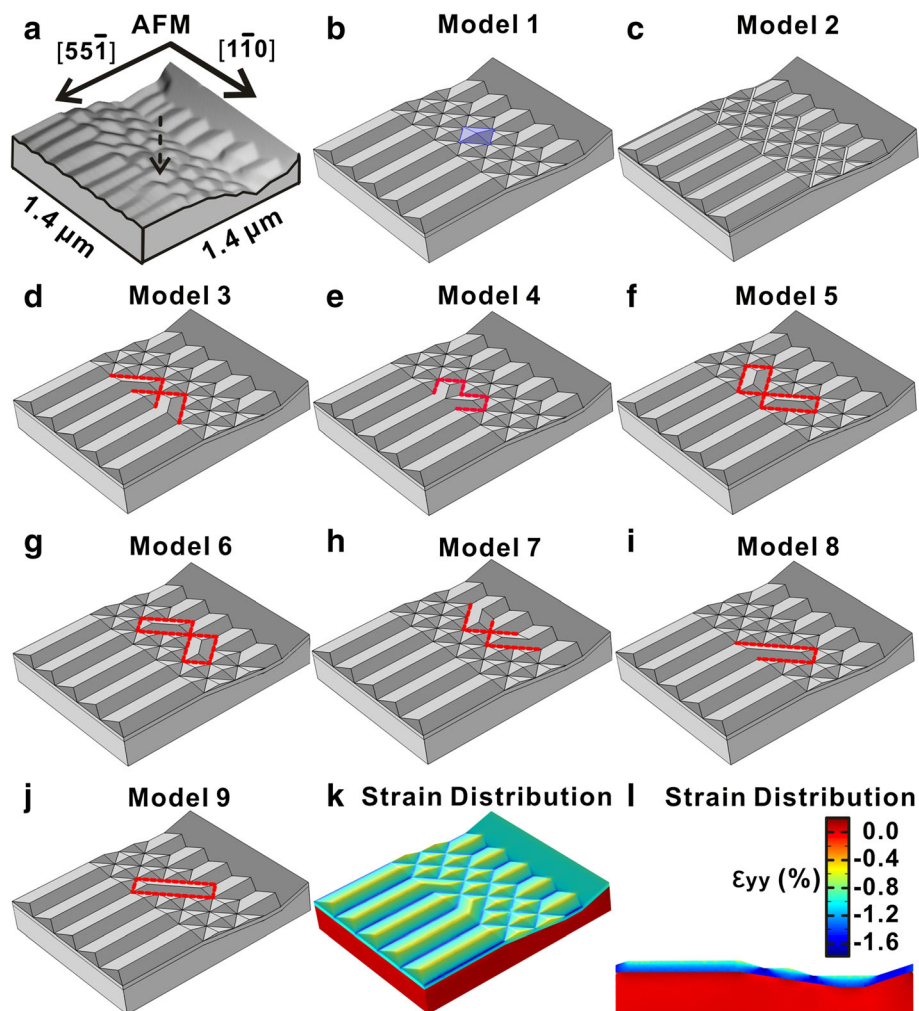 a AFM
[551̄] [11̄0]
1.4 μm 1.4 μm
b Model 1
c Model 2
d Model 3
e Model 4
f Model 5
g Model 6
h Model 7
i Model 8
j Model 9
k Strain Distribution
l Strain Distribution
εyy (%)
0.0
-0.4
-0.8
-1.2
-1.6